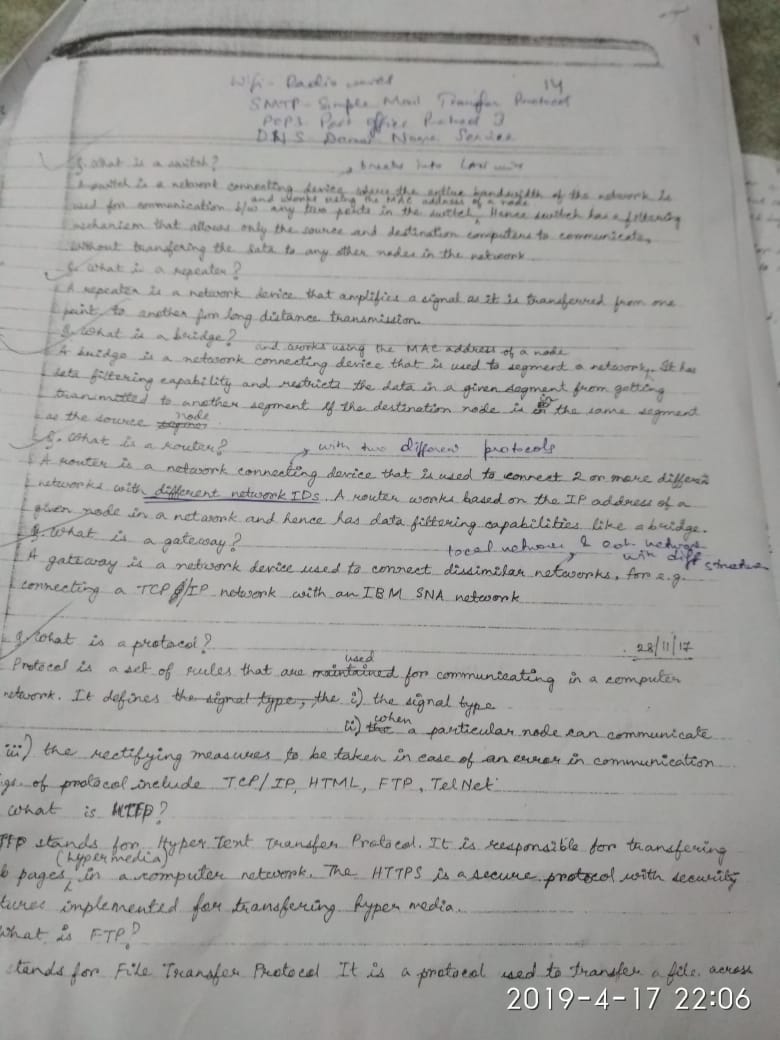 Wifi - Radio waves 14
SMTP - Simple Mail Transfer Protocol
POP3 Post Office Protocol 3
DNS Domain Name Service
Q. What is a switch? breaks into LAN
A switch is a network connecting device where the entire bandwidth of the network is
and works using the MAC address of a node
used for communication b/w any two points in the switch. Hence switch has a filtering
mechanism that allows only the source and destination computers to communicate,
without transfering the data to any other nodes in the network
Q. What is a repeater?
A repeater is a network device that amplifies a signal as it is transferred from one
point to another for long distance transmission.
Q. What is a bridge? and works using the MAC address of a node
A bridge is a network connecting device that is used to segment a network. It has
data filtering capability and restricts the data in a given segment from getting
transmitted to another segment if the destination node is in the same segment
as the source node
Q. What is a router? with two different protocols
A router is a network connecting device that is used to connect 2 or more differen
networks with different network IDs. A router works based on the IP address of a
given node in a network and hence has data filtering capabilities like a bridge.
Q. What is a gateway? local network & network
with diff structure
A gateway is a network device used to connect dissimilar networks, for e.g.
connecting a TCP/IP network with an IBM SNA network
Q. What is a protocol? 28/11/17
used
Protocol is a set of rules that are maintained for communicating in a computer
network. It defines the signal type, the i) the signal type
when
ii) the a particular node can communicate
iii) the rectifying measures to be taken in case of an error in communication
gs. of protocol include TCP/IP, HTML, FTP, TelNet
What is HTTP?
TTP stands for Hyper Text Transfer Protocol. It is responsible for transfering
(hypermedia)
b pages in a computer network. The HTTPS is a secure protocol with security
tures implemented for transfering hyper media.
What is FTP?
stands for File Transfer Protocol It is a protocol used to transfer a file across
2019-4-17 22:06